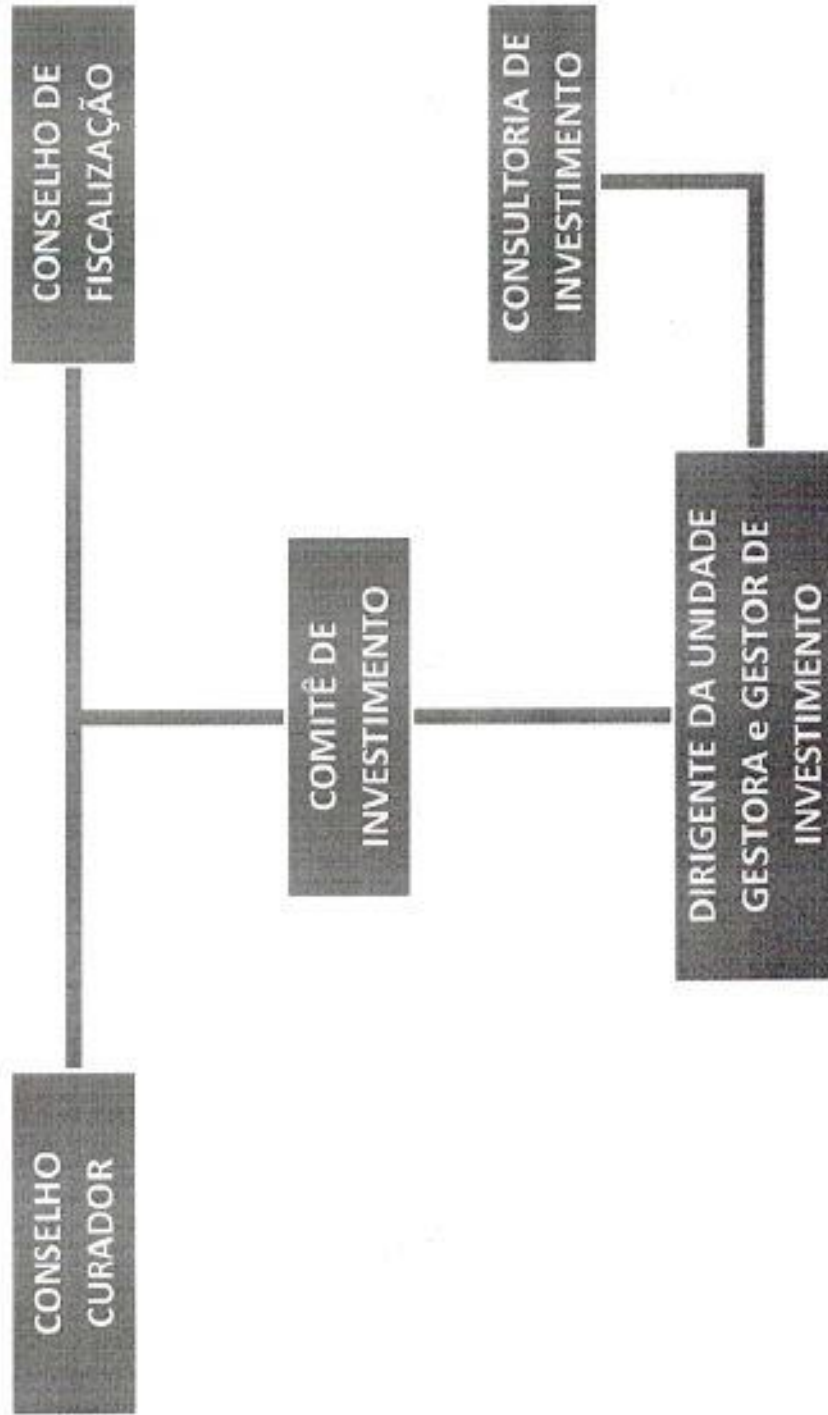 CONSELHO
CURADOR
CONSELHO DE
FISCALIZAÇÃO
COMITÊ DE
INVESTIMENTO
DIRIGENTE DA UNIDADE
GESTORA e GESTOR DE
INVESTIMENTO
CONSULTORIA DE
INVESTIMENTO